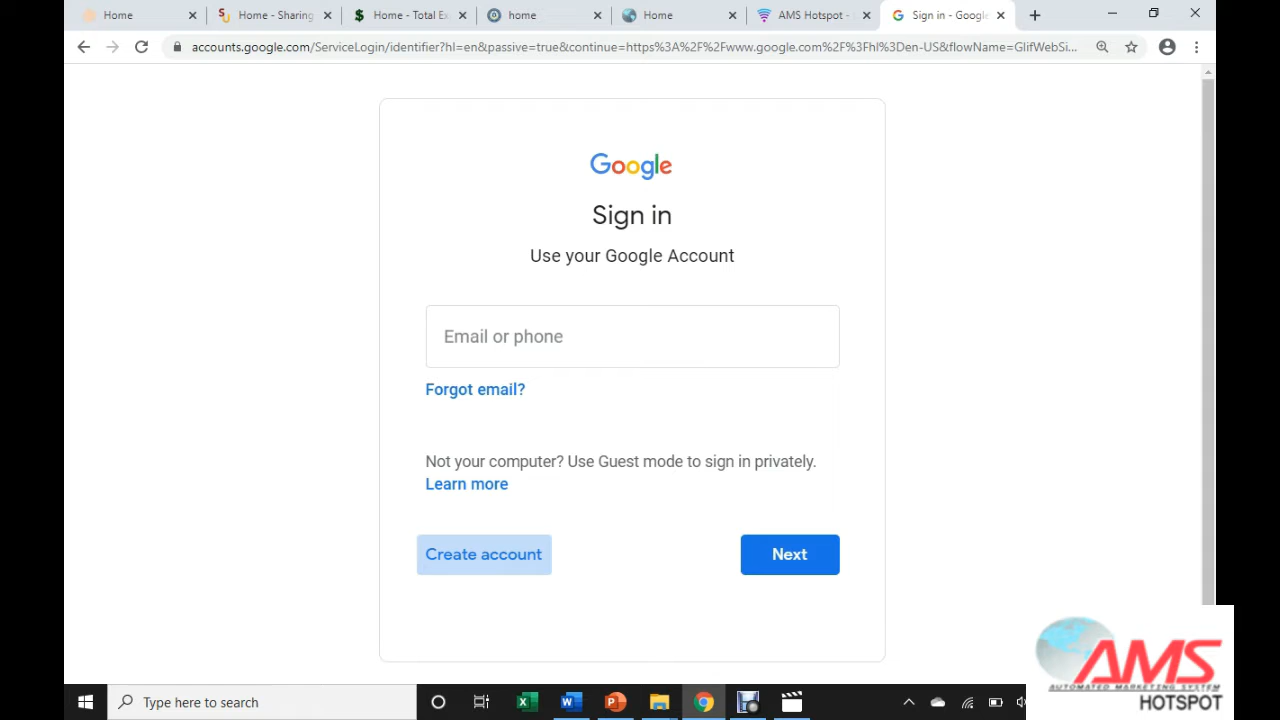 Home
Home - Sharing
Home - Total Ex
home
Home
AMS Hotspot -
Sign in - Googl
accounts.google.com/ServiceLogin/identifier?hl=en&passive=true&continue=https%3A%2F%2Fwww.google.com%2F%3Fhl%3Den-US&flowName=GlifWebSi...
Google
Sign in
Use your Google Account
Email or phone
Forgot email?
Not your computer? Use Guest mode to sign in privately.
Learn more
Create account
Next
AMS
AUTOMATED MARKETING SYSTEM
HOTSPOT
Type here to search